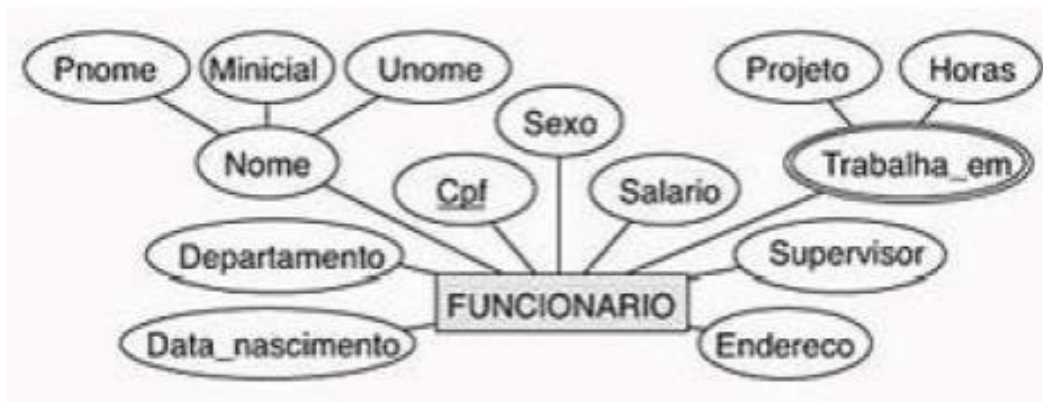 Pnome Minicial Unome Projeto Horas
Sexo
Nome Trabalha_em
Cpf Salario
Departamento Supervisor
FUNCIONARIO
Data_nascimento Endereco